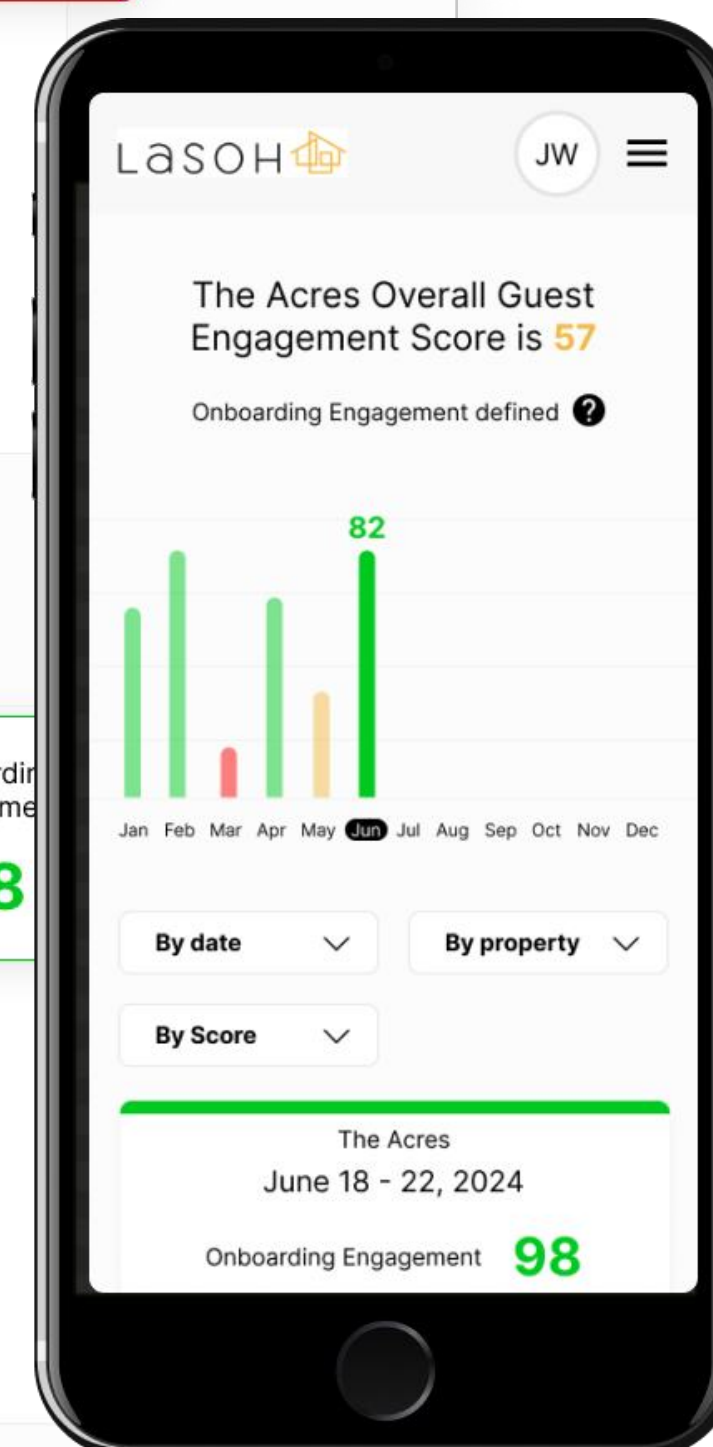 LasoH
JW
The Acres Overall Guest
Engagement Score is 57
Onboarding Engagement defined ?
82
Jan Feb Mar Apr May Jun Jul Aug Sep Oct Nov Dec
By date
By property
By Score
The Acres
June 18 - 22, 2024
Onboarding Engagement 98